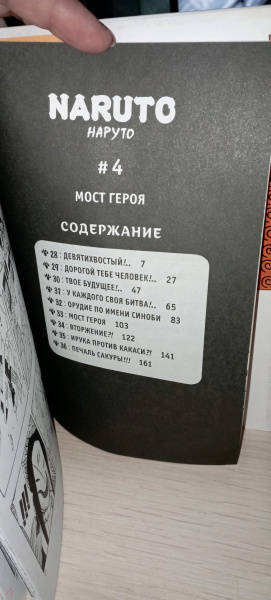 NARUTO
НАРУТО
#4
МОСТ ГЕРОЯ
СОДЕРЖАНИЕ
28 : ДЕВЯТИХВОСТЫЙ!.. 7
29 : ДОРОГОЙ ТЕБЕ ЧЕЛОВЕК!.. 27
30 : ТВОЕ БУДУЩЕЕ!.. 47
31 : У КАЖДОГО СВОЯ БИТВА!.. 65
32 : ОРУДИЕ ПО ИМЕНИ СИНОБИ 83
33 : МОСТ ГЕРОЯ 103
34 : ВТОРЖЕНИЕ?! 122
35 : ИРУКА ПРОТИВ КАКАСИ?! 141
36 : ПЕЧАЛЬ САКУРЫ!!! 161